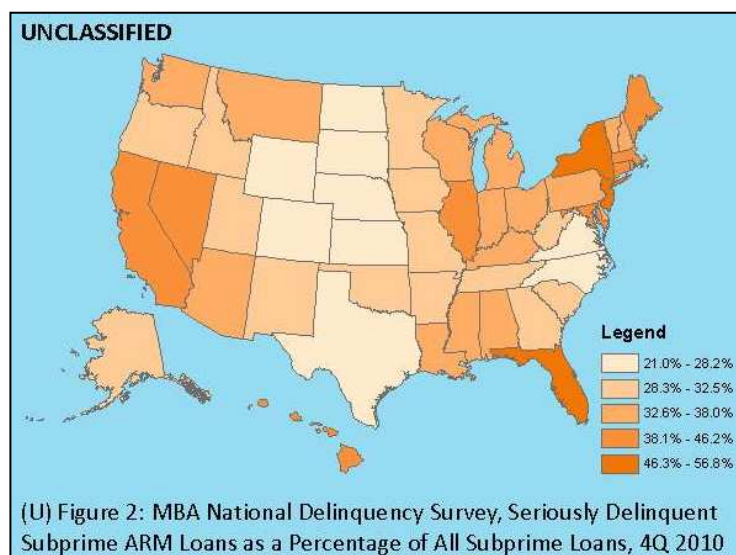 UNCLASSIFIED
Legend
21.0% - 28.2%
28.3% - 32.5%
32.6% - 38.0%
38.1% - 46.2%
46.3% - 56.8%
(U) Figure 2: MBA National Delinquency Survey, Seriously Delinquent
Subprime ARM Loans as a Percentage of All Subprime Loans, 4Q 2010